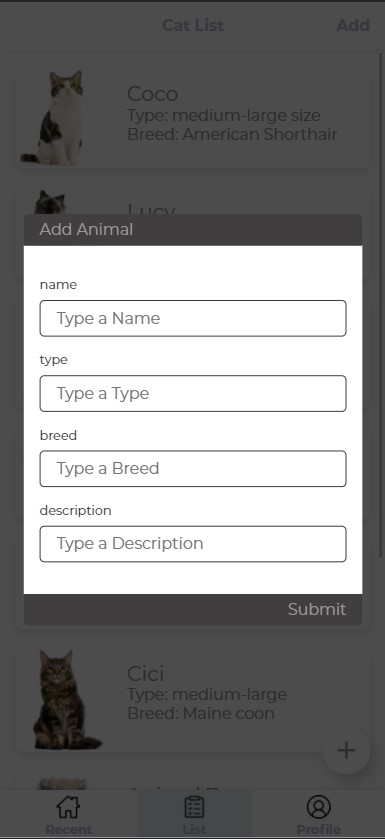 Cat List
Add
Coco
Type: medium-large size
Breed: American Shorthair
Lucy
Add Animal
name
Type a Name
type
Type a Type
breed
Type a Breed
description
Type a Description
Submit
Cici
Type: medium-large
Breed: Maine coon
Recent
List
Profile